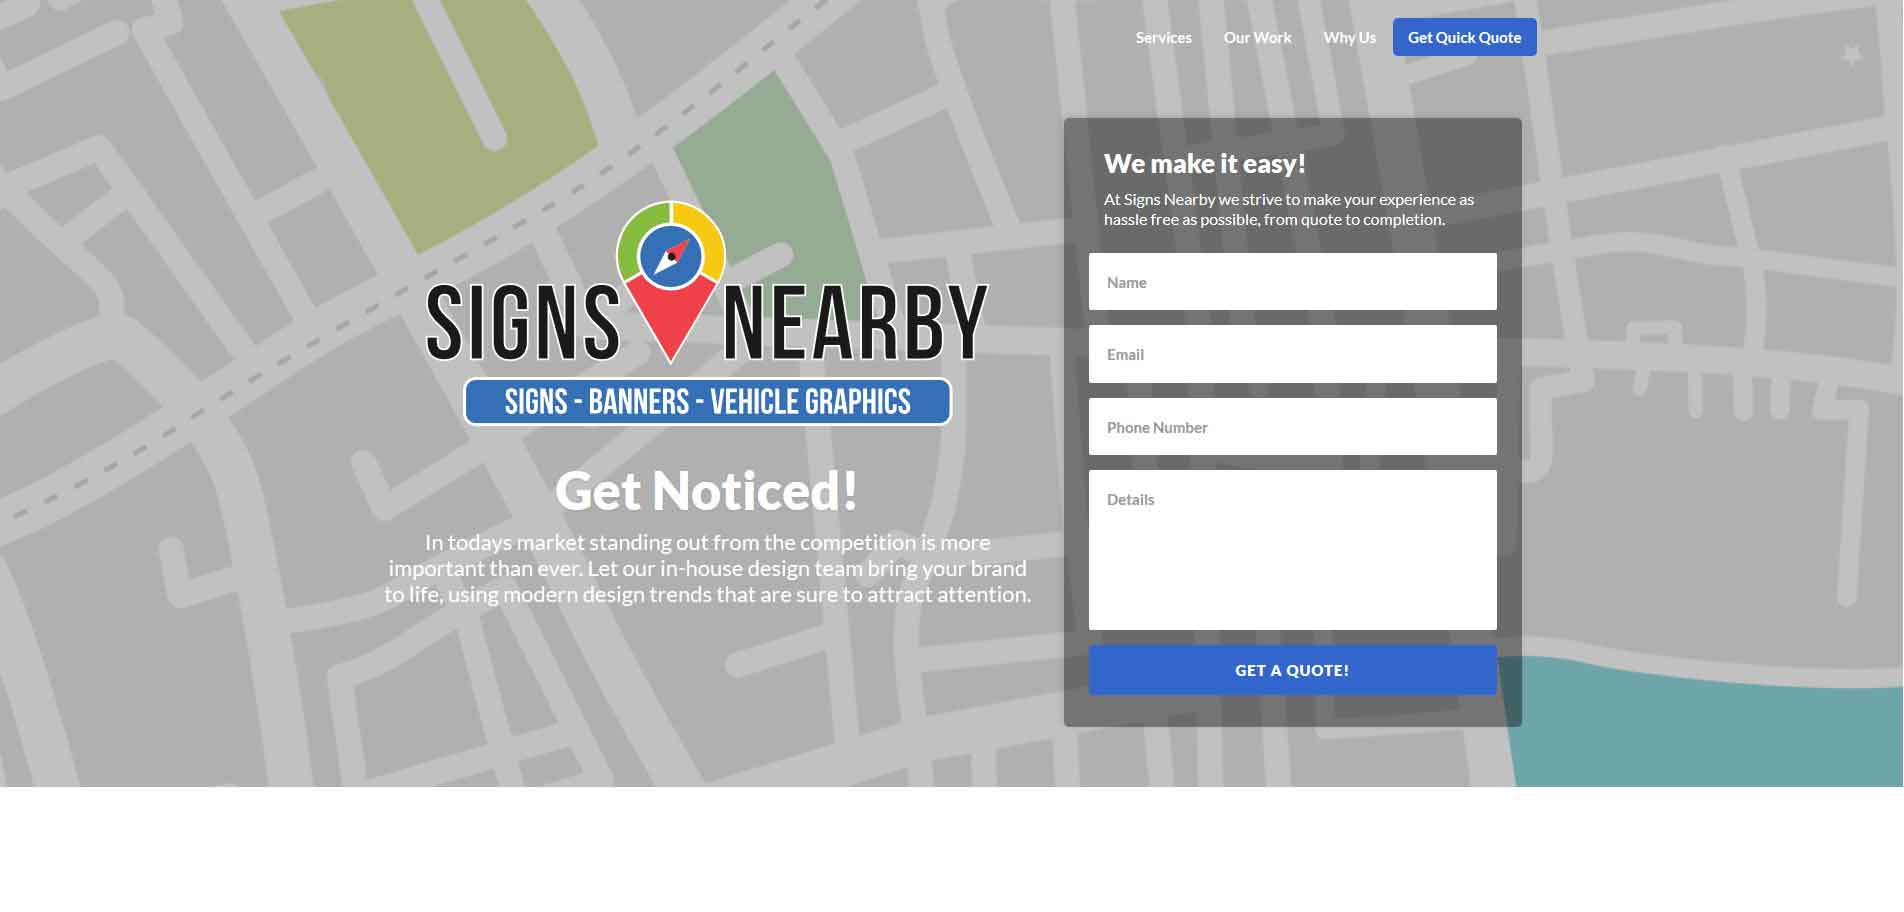 Services
Our Work
Why Us
Get Quick Quote
SIGNS NEARBY
SIGNS - BANNERS - VEHICLE GRAPHICS
Get Noticed!
In todays market standing out from the competition is more
important than ever. Let our in-house design team bring your brand
to life, using modern design trends that are sure to attract attention.
We make it easy!
At Signs Nearby we strive to make your experience as
hassle free as possible, from quote to completion.
Name
Email
Phone Number
Details
GET A QUOTE!